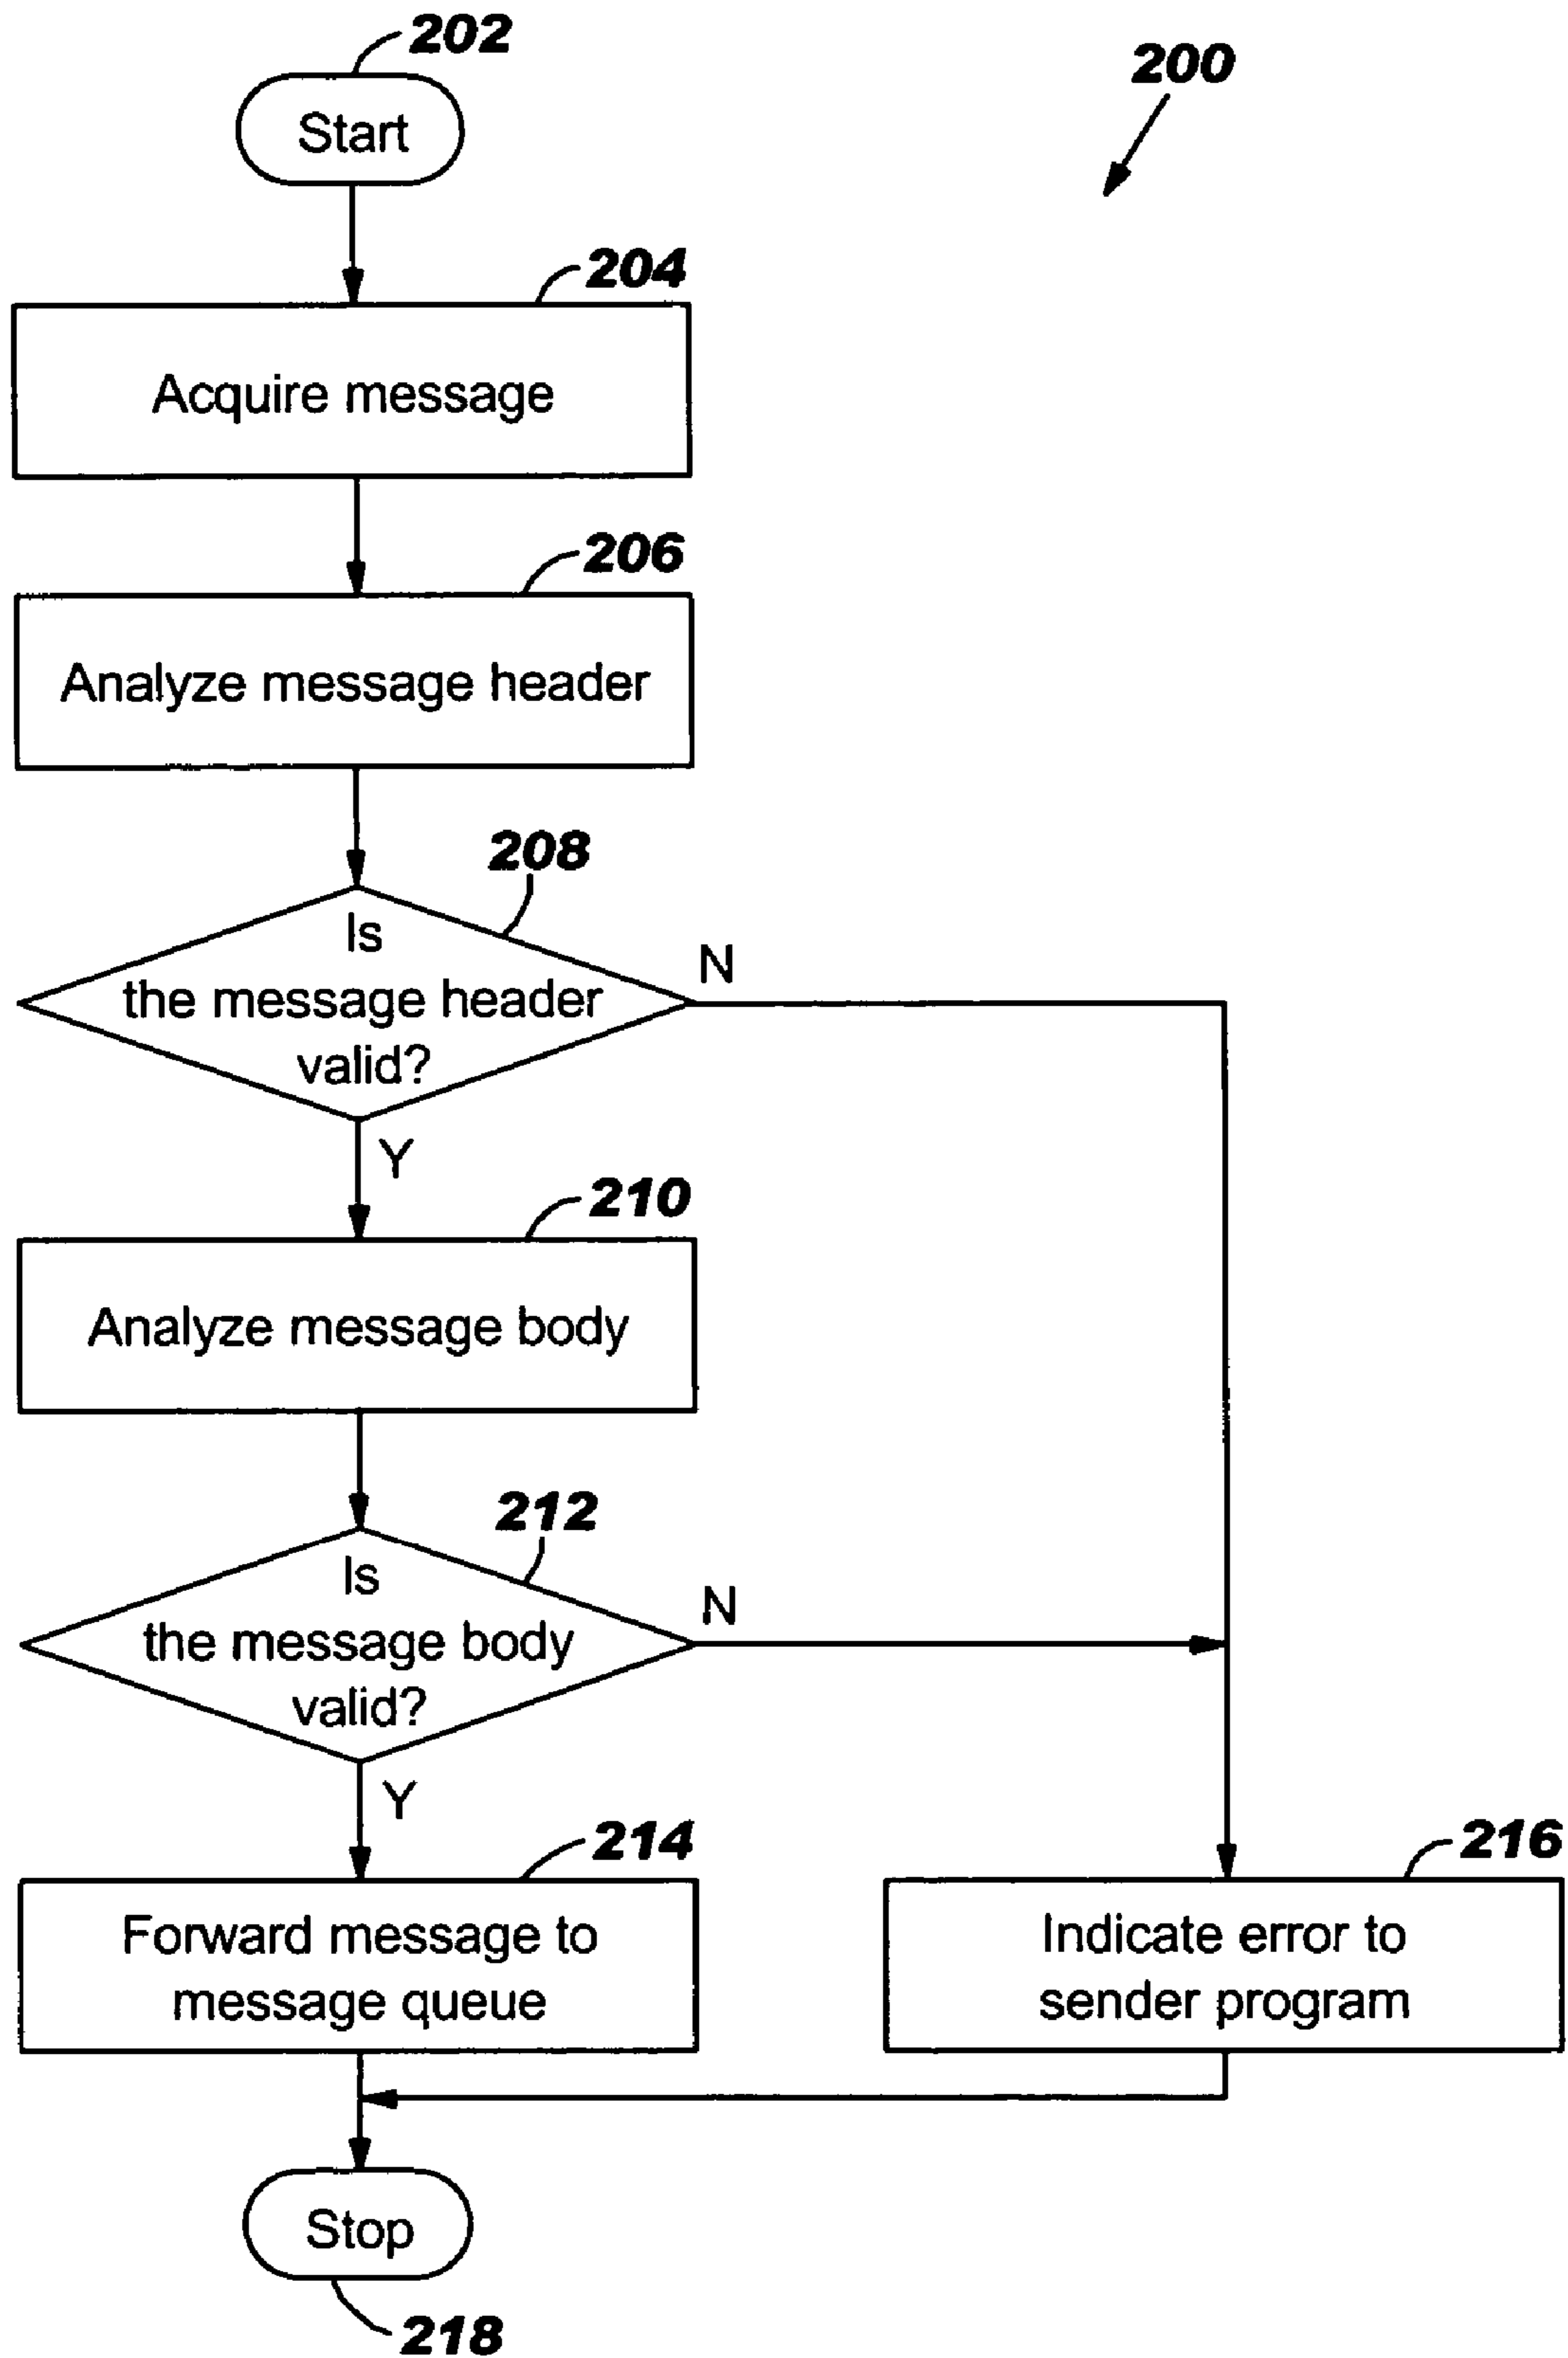 202
200
Start
204
Acquire message
206
Analyze message header
208
Is
the message header
valid?
N
Y
210
Analyze message body
212
Is
the message body
valid?
N
Y
214
Forward message to
message queue
216
Indicate error to
sender program
Stop
218